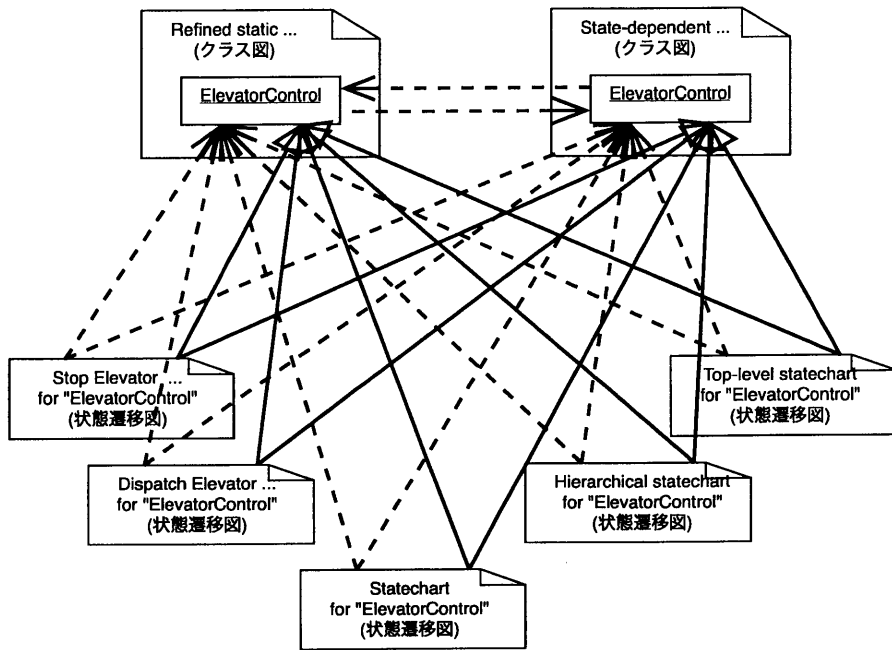 Refined static ...
(クラス図)
ElevatorControl
State-dependent ...
(クラス図)
ElevatorControl
Stop Elevator ...
for "ElevatorControl"
(状態遷移図)
Top-level statechart
for "ElevatorControl"
(状態遷移図)
Dispatch Elevator ...
for "ElevatorControl"
(状態遷移図)
Hierarchical statechart
for "ElevatorControl"
(状態遷移図)
Statechart
for "ElevatorControl"
(状態遷移図)